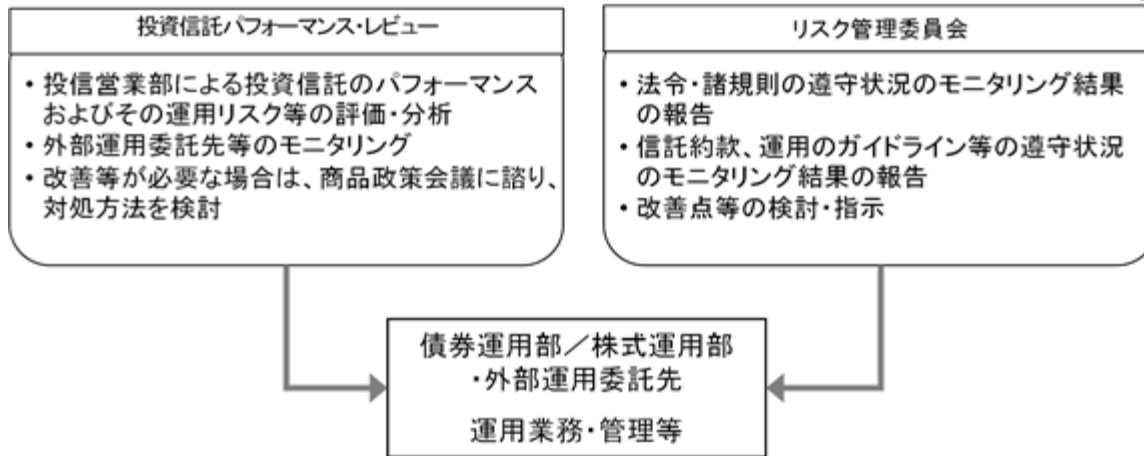 投資信託パフォーマンス・レビュー
・投信営業部による投資信託のパフォーマンス
およびその運用リスク等の評価・分析
・外部運用委託先等のモニタリング
・改善等が必要な場合は、商品政策会議に諮り、
対処方法を検討
リスク管理委員会
・法令・諸規則の遵守状況のモニタリング結果
の報告
・信託約款、運用のガイドライン等の遵守状況
のモニタリング結果の報告
・改善点等の検討・指示
債券運用部／株式運用部
・外部運用委託先
運用業務・管理等